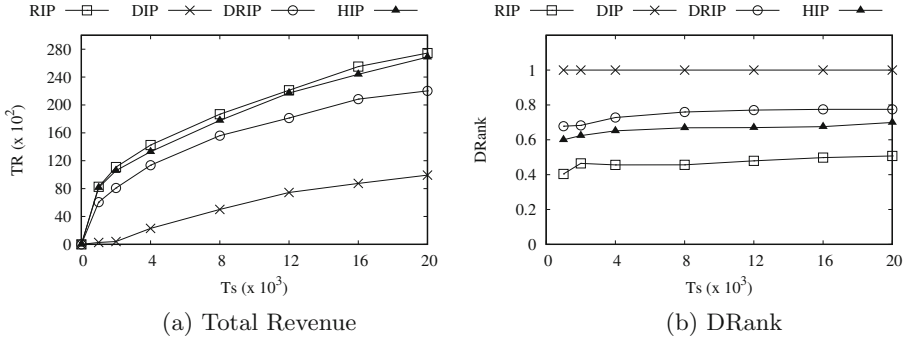 RIP DIP DRIP HIP
280
240
200
160
120
80
40
0
TR (x 10²)
0 4 8 12 16 20
Ts (x 10³)
(a) Total Revenue
RIP DIP DRIP HIP
1
0.8
0.6
0.4
0.2
0
DRank
0 4 8 12 16 20
Ts (x 10³)
(b) DRank